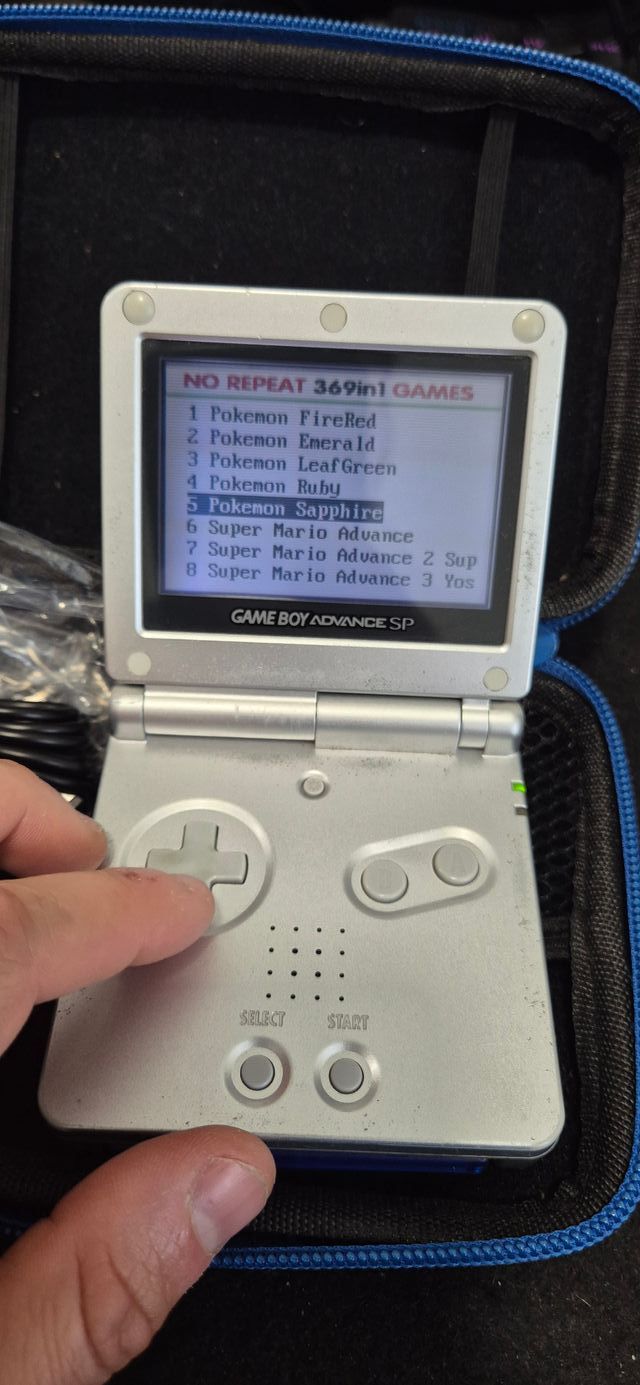 NO REPEAT 369in1 GAMES
1 Pokemon FireRed
2 Pokemon Emerald
3 Pokemon LeafGreen
4 Pokemon Ruby
5 Pokemon Sapphire
6 Super Mario Advance
7 Super Mario Advance 2 Sup
8 Super Mario Advance 3 Yos
GAME BOY ADVANCE SP
SELECT START